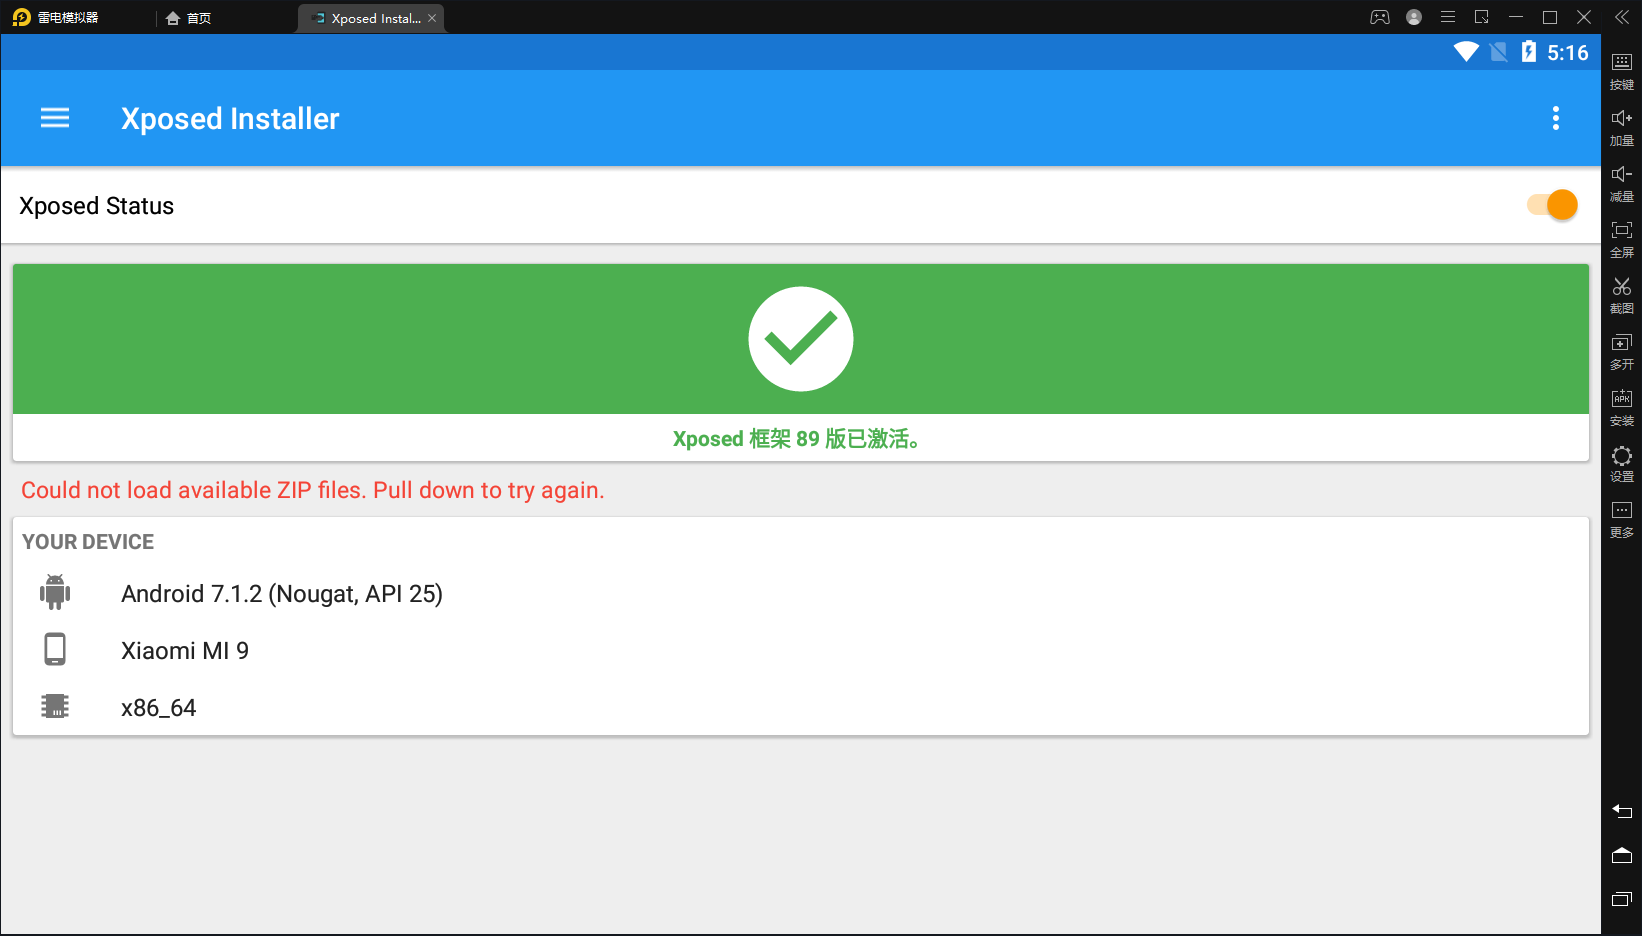 雷电模拟器
首页
Xposed Instal...
5:16
Xposed Installer
Xposed Status
Xposed 框架 89 版已激活。
Could not load available ZIP files. Pull down to try again.
YOUR DEVICE
Android 7.1.2 (Nougat, API 25)
Xiaomi MI 9
x86_64
按键
加量
减量
全屏
截图
多开
APK
安装
设置
更多